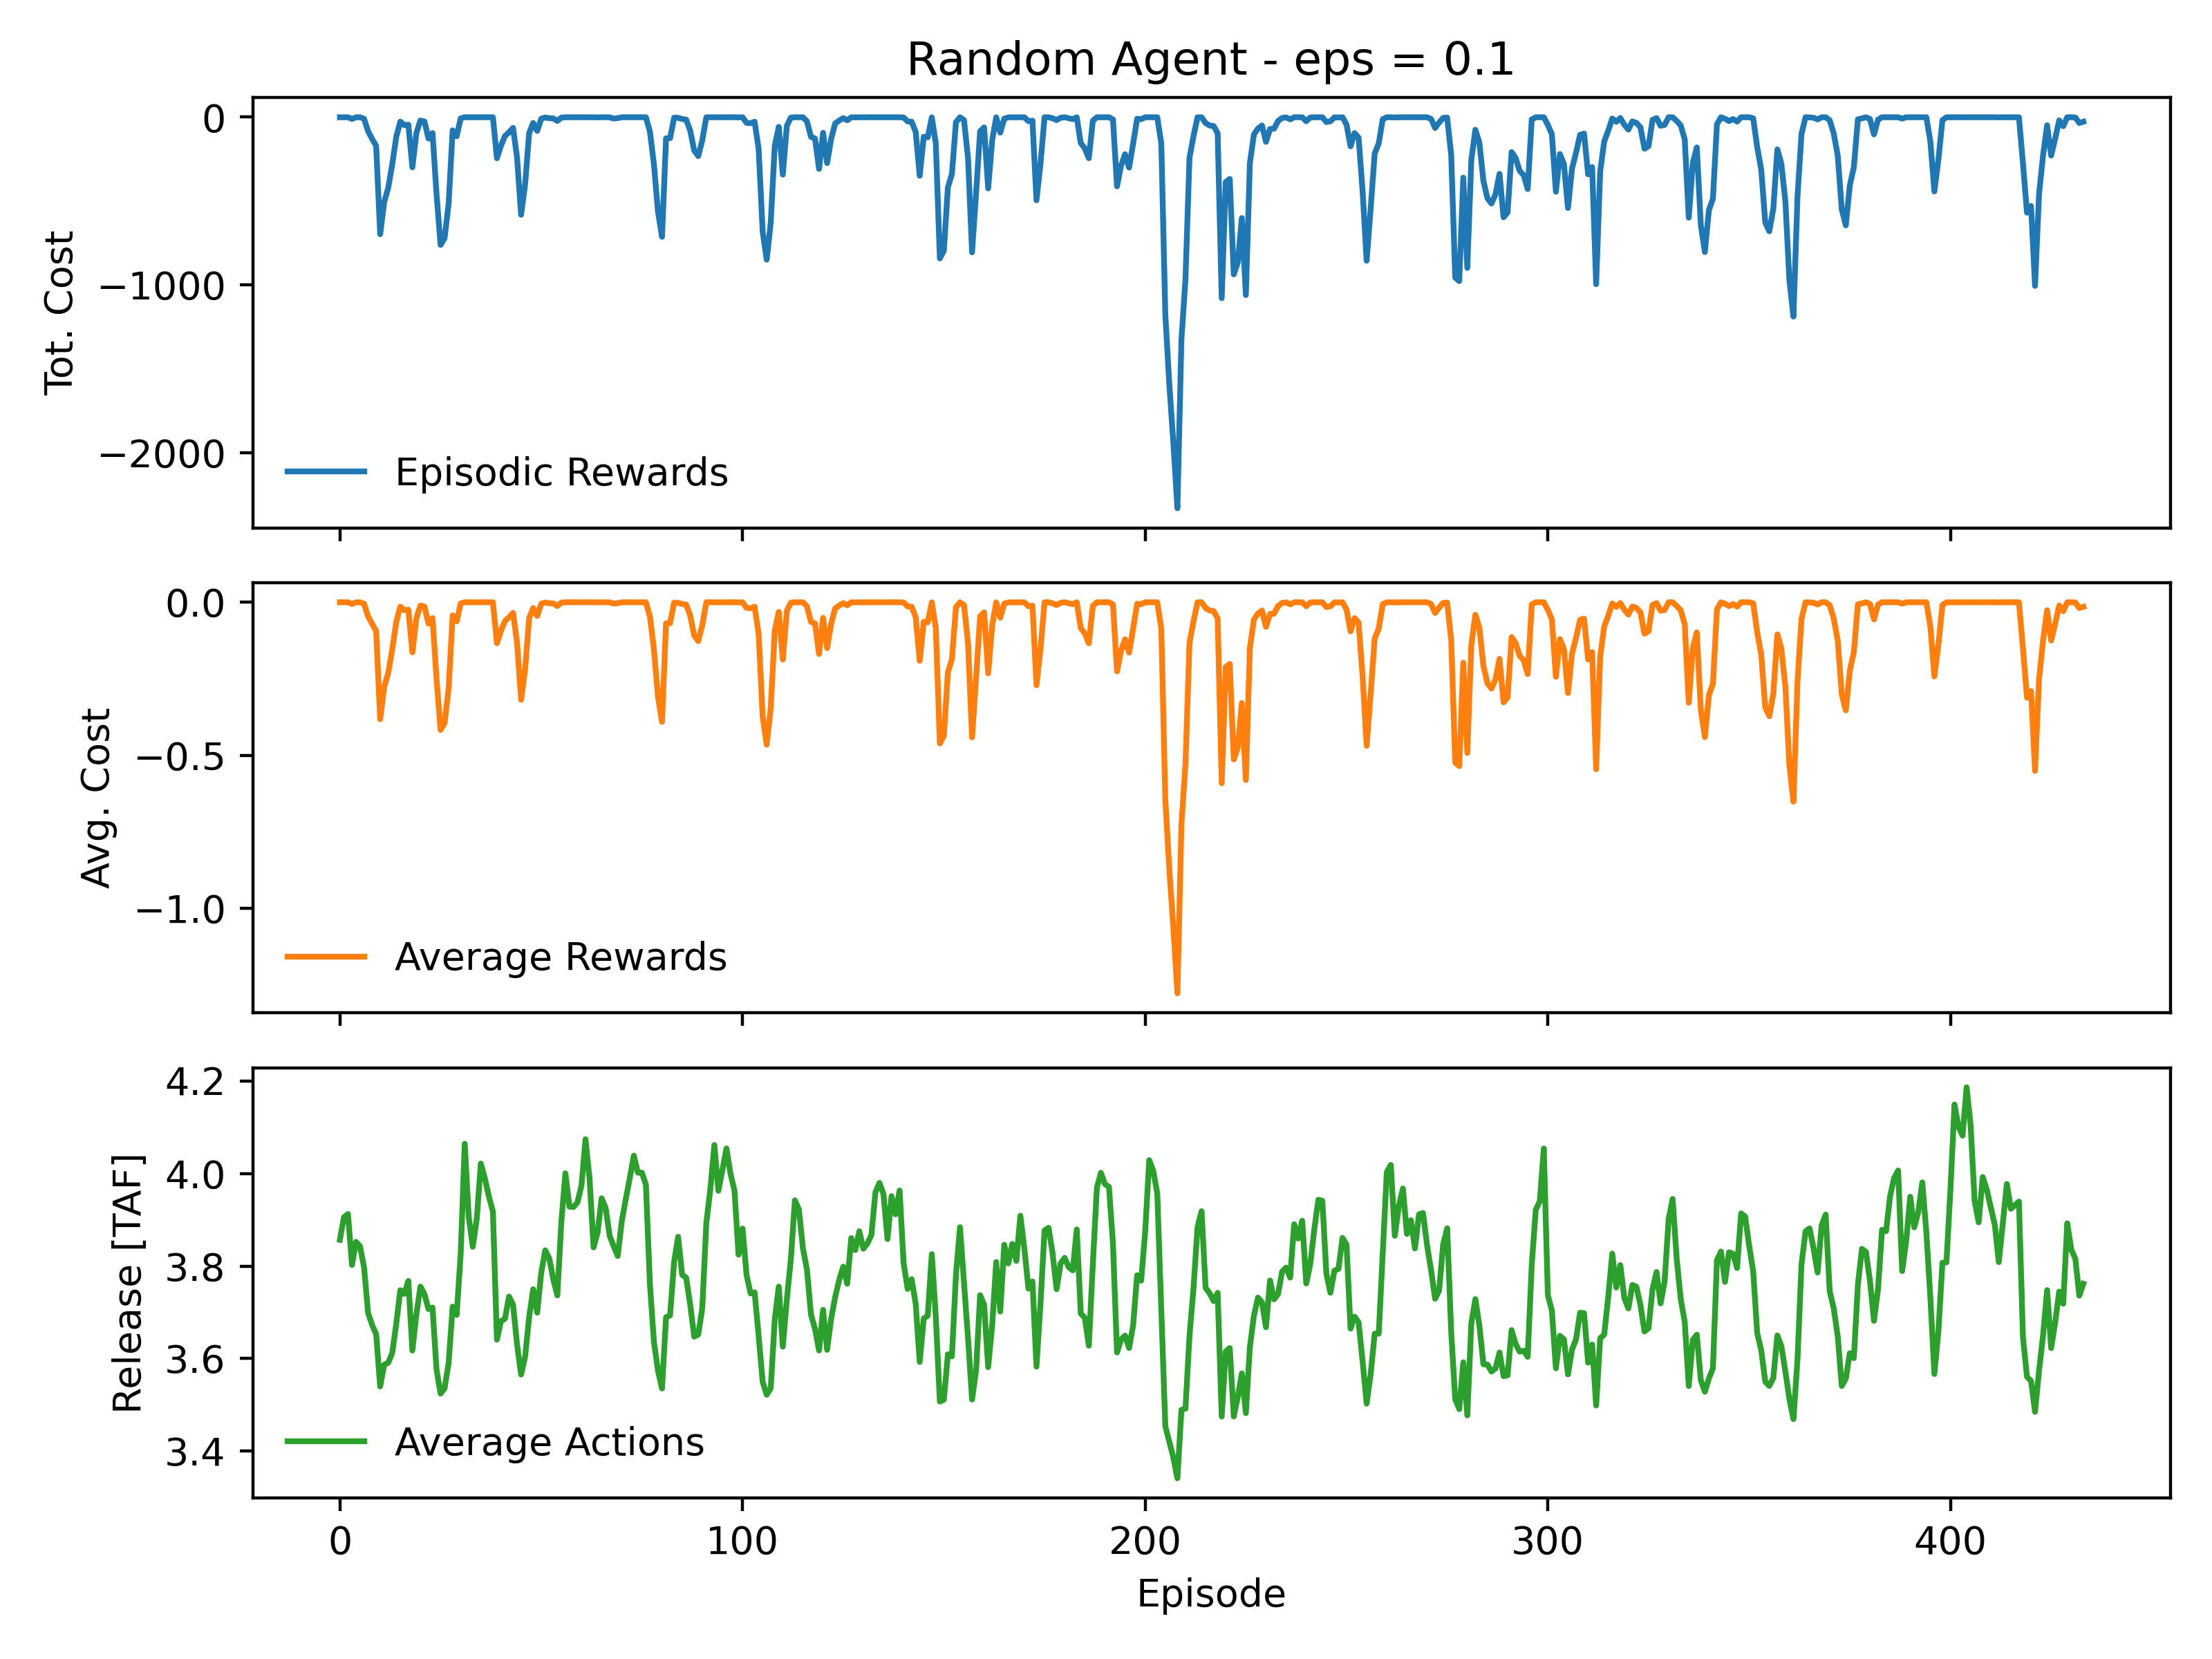 Random Agent - eps = 0.1
0
−1000
−2000
Tot. Cost
Episodic Rewards
0.0
−0.5
−1.0
Avg. Cost
Average Rewards
4.2
4.0
3.8
3.6
3.4
Release [TAF]
Average Actions
0 100 200 300 400
Episode